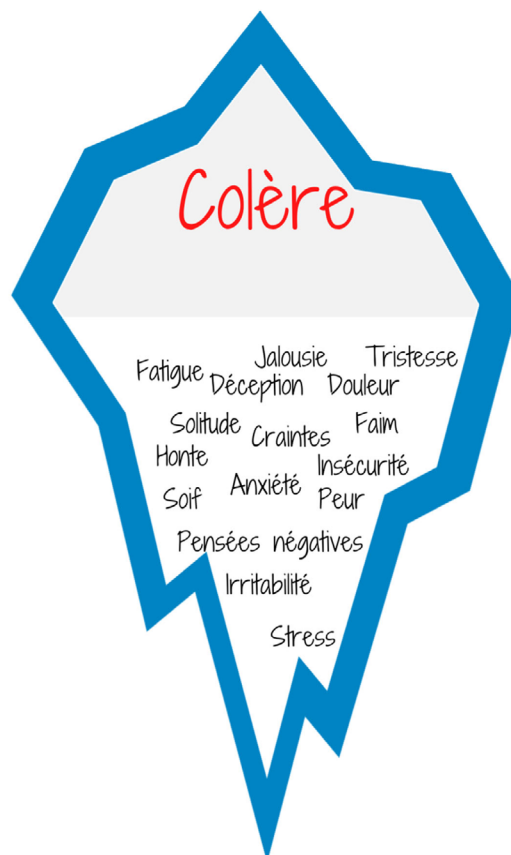 Colère
Jalousie Tristesse
Fatigue
Déception Douleur
Solitude Faim
Craintes
Honte
Insécurité
Anxiété
Soif Peur
Pensées négatives
Irritabilité
Stress